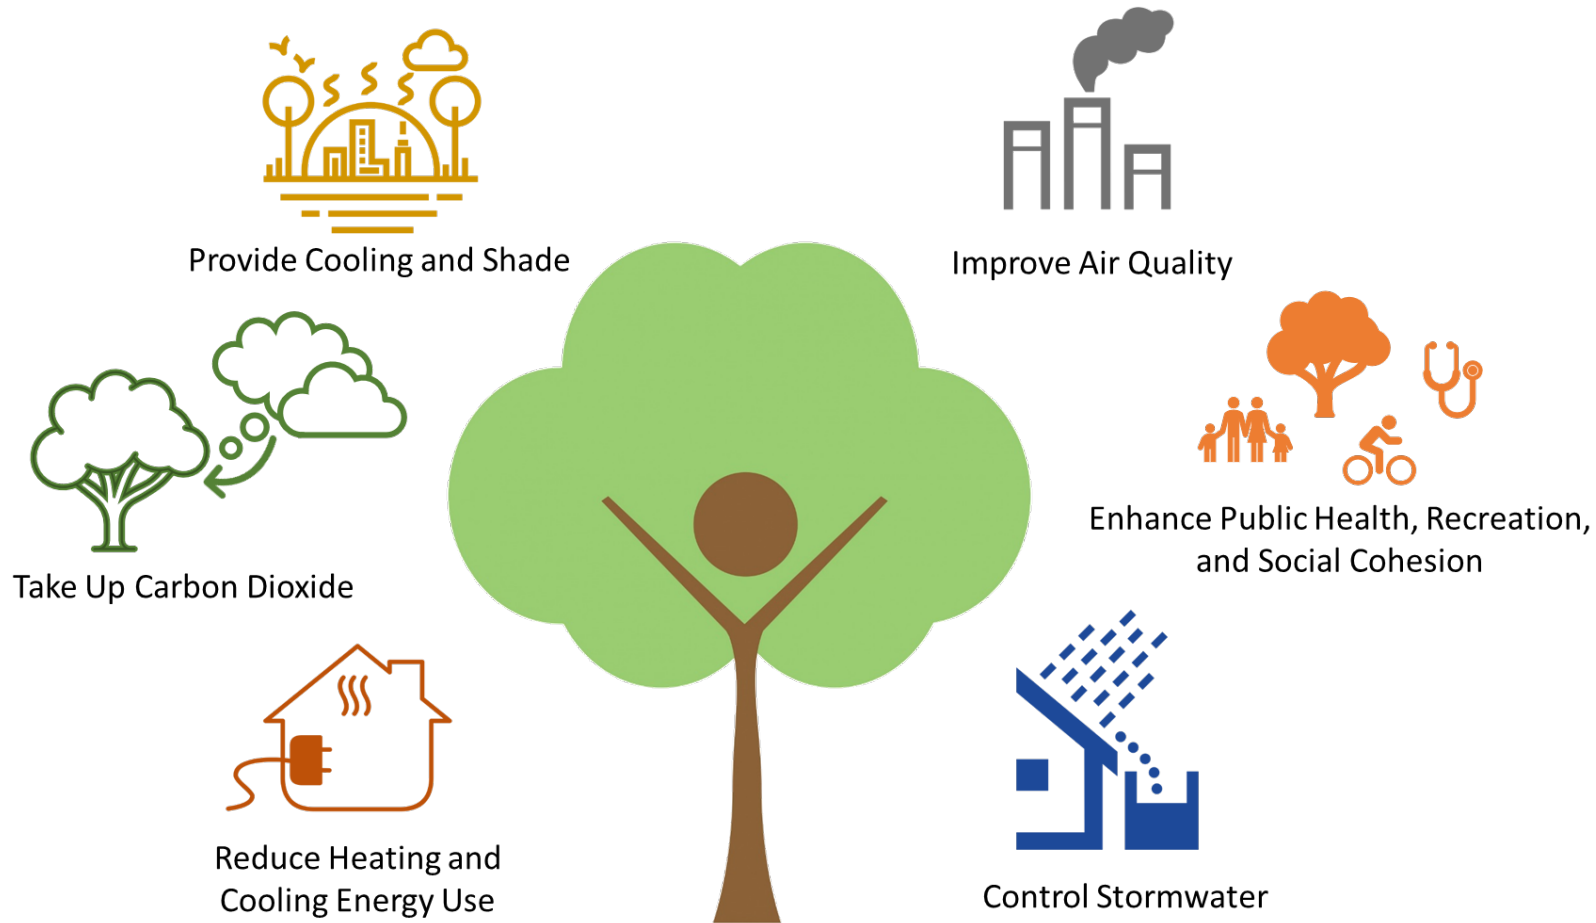 Provide Cooling and Shade
Improve Air Quality
Take Up Carbon Dioxide
Enhance Public Health, Recreation,
and Social Cohesion
Reduce Heating and
Cooling Energy Use
Control Stormwater